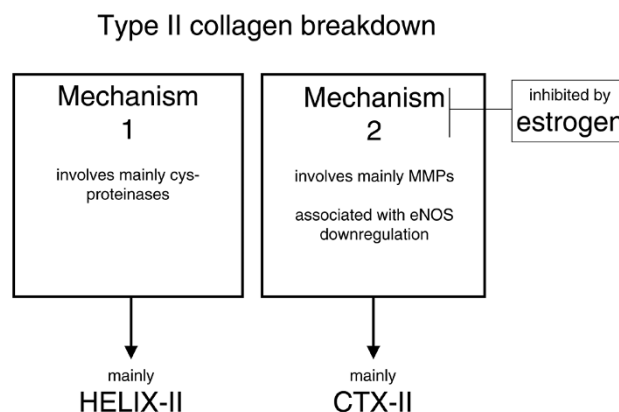 Type II collagen breakdown
Mechanism
1
involves mainly cys-
proteinases
mainly
HELIX-II
Mechanism
2
involves mainly MMPs
associated with eNOS
downregulation
inhibited by
estrogen
mainly
CTX-II